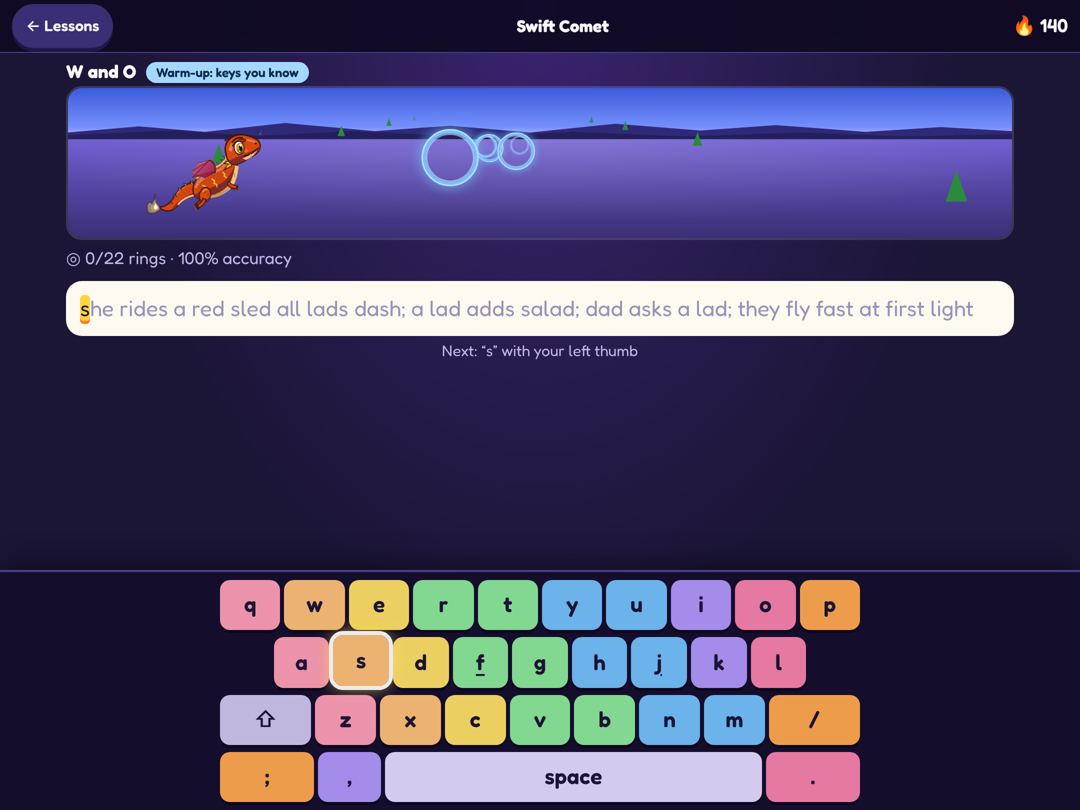 ← Lessons
Swift Comet
🔥 140
W and O
Warm-up: keys you know
◎ 0/22 rings · 100% accuracy
she rides a red sled all lads dash; a lad adds salad; dad asks a lad; they fly fast at first light
Next: “s” with your left thumb
q w e r t y u i o p
a s d f g h j k l
⇧ z x c v b n m /
; , space .